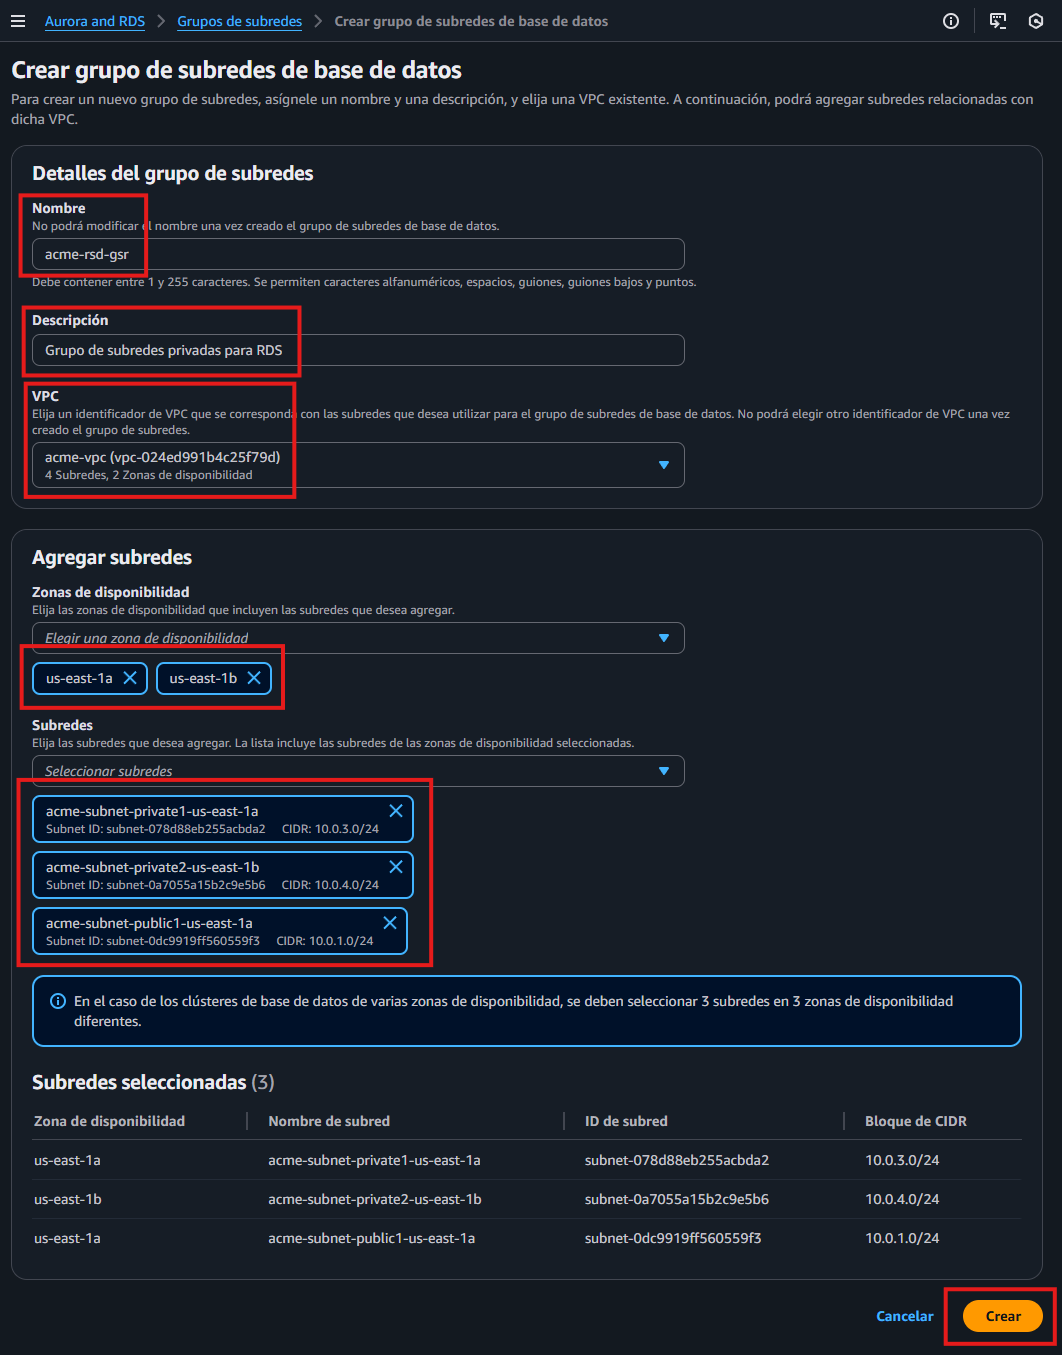 Aurora and RDS > Grupos de subredes > Crear grupo de subredes de base de datos
Crear grupo de subredes de base de datos
Para crear un nuevo grupo de subredes, asígnele un nombre y una descripción, y elija una VPC existente. A continuación, podrá agregar subredes relacionadas con
dicha VPC.
Detalles del grupo de subredes
Nombre
No podrá modificar el nombre una vez creado el grupo de subredes de base de datos.
acme-rsd-gsr
Debe contener entre 1 y 255 caracteres. Se permiten caracteres alfanuméricos, espacios, guiones, guiones bajos y puntos.
Descripción
Grupo de subredes privadas para RDS
VPC
Elija un identificador de VPC que se corresponda con las subredes que desea utilizar para el grupo de subredes de base de datos. No podrá elegir otro identificador de VPC una vez
creado el grupo de subredes.
acme-vpc (vpc-024ed991b4c25f79d)
4 Subredes, 2 Zonas de disponibilidad
Agregar subredes
Zonas de disponibilidad
Elija las zonas de disponibilidad que incluyen las subredes que desea agregar.
Elegir una zona de disponibilidad
us-east-1a us-east-1b
Subredes
Elija las subredes que desea agregar. La lista incluye las subredes de las zonas de disponibilidad seleccionadas.
Seleccionar subredes
acme-subnet-private1-us-east-1a
Subnet ID: subnet-078d88eb255acbda2 CIDR: 10.0.3.0/24
acme-subnet-private2-us-east-1b
Subnet ID: subnet-0a7055a15b2c9e5b6 CIDR: 10.0.4.0/24
acme-subnet-public1-us-east-1a
Subnet ID: subnet-0dc9919ff560559f3 CIDR: 10.0.1.0/24
En el caso de los clústeres de base de datos de varias zonas de disponibilidad, se deben seleccionar 3 subredes en 3 zonas de disponibilidad
diferentes.
Subredes seleccionadas (3)
Zona de disponibilidad Nombre de subred ID de subred Bloque de CIDR
us-east-1a acme-subnet-private1-us-east-1a subnet-078d88eb255acbda2 10.0.3.0/24
us-east-1b acme-subnet-private2-us-east-1b subnet-0a7055a15b2c9e5b6 10.0.4.0/24
us-east-1a acme-subnet-public1-us-east-1a subnet-0dc9919ff560559f3 10.0.1.0/24
Cancelar Crear